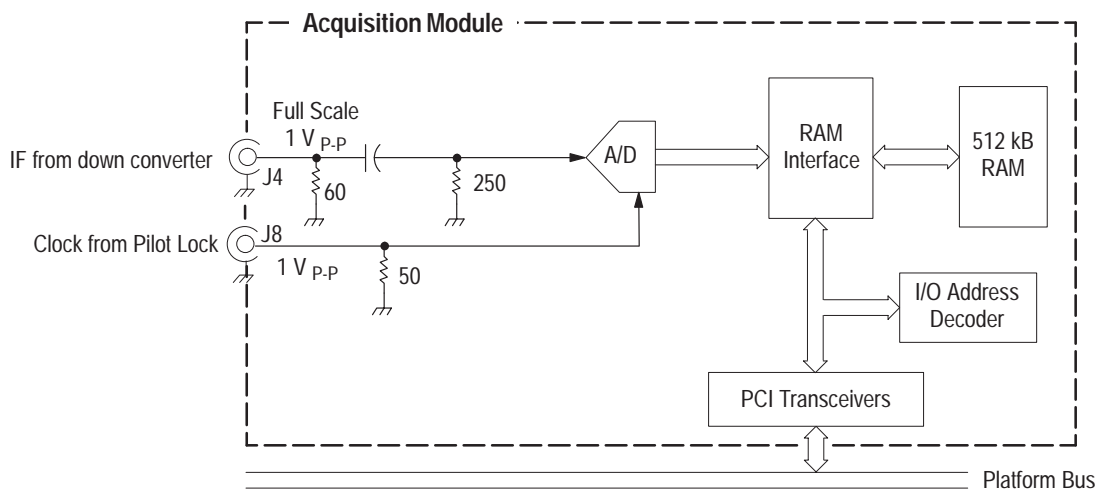 Acquisition Module
Full Scale
1 V P-P
IF from down converter
J4
60
250
A/D
RAM
Interface
512 kB
RAM
Clock from Pilot Lock
J8
1 V P-P
50
I/O Address
Decoder
PCI Transceivers
Platform Bus